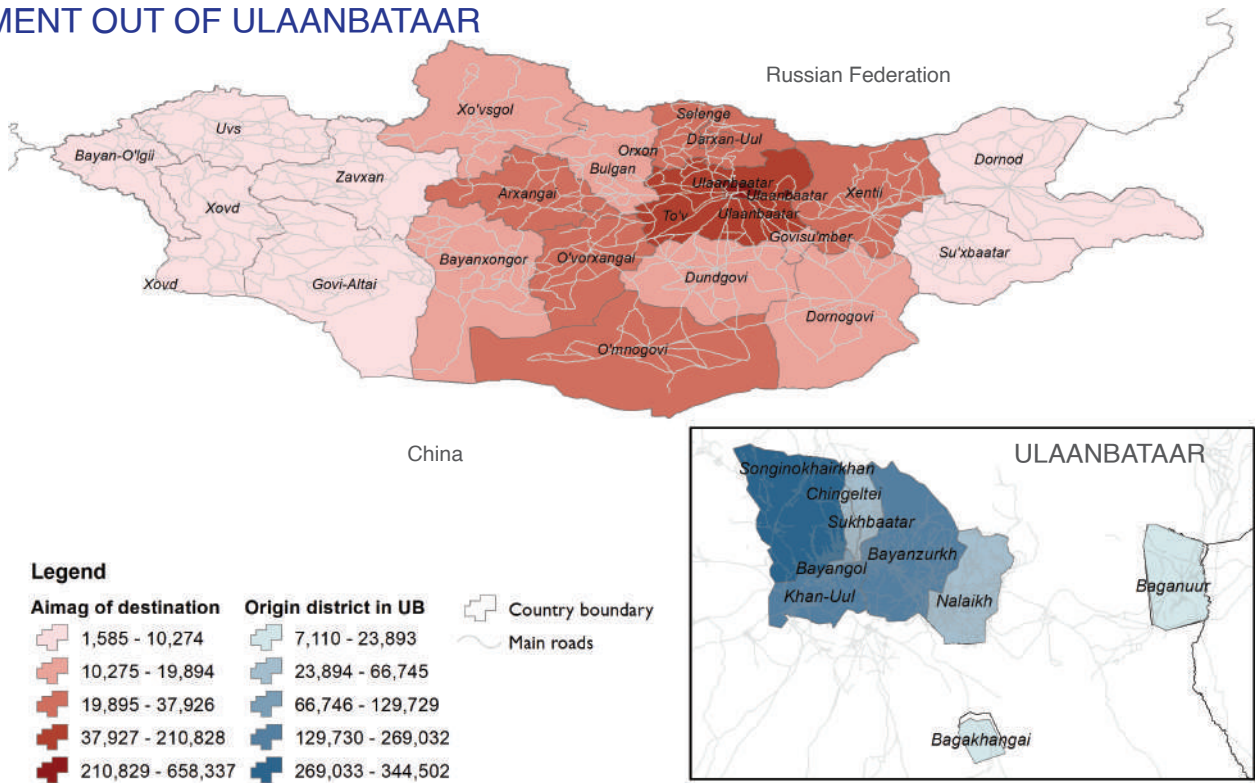 MENT OUT OF ULAANBATAAR
Russian Federation
Xo'vsgol
Selenge
Uvs
Darxan-Uul
Bayan-O'lgii
Orxon
Dornod
Bulgan
Zavxan
Ulaanbaatar
Arxangai
Ulaanbaatar
Xentii
Xovd
To'v
Ulaanbaatar
Govisu'mber
Bayanxongor
O'vorxangai
Su'xbaatar
Xovd
Govi-Altai
Dundgovi
Dornogovi
O'mnogovi
China
ULAANBATAAR
Songinokhairkhan
Chingeltei
Sukhbaatar
Bayanzurkh
Bayangol
Khan-Uul
Nalaikh
Baganuur
Bagakhangai
Legend
Aimag of destination
1,585 - 10,274
10,275 - 19,894
19,895 - 37,926
37,927 - 210,828
210,829 - 658,337
Origin district in UB
7,110 - 23,893
23,894 - 66,745
66,746 - 129,729
129,730 - 269,032
269,033 - 344,502
Country boundary
Main roads